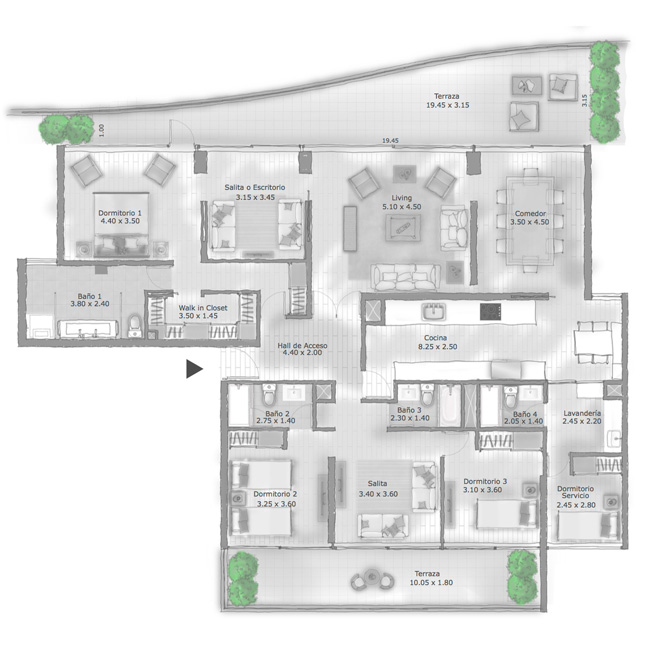 Terraza
19.45 x 3.15
3.15
1.00
19.45
Dormitorio 1
4.40 x 3.50
Salita o Escritorio
3.15 x 3.45
Living
5.10 x 4.50
Comedor
3.50 x 4.50
Baño 1
3.80 x 2.40
Walk in Closet
3.50 x 1.45
Hall de Acceso
4.40 x 2.00
Cocina
8.25 x 2.50
Baño 2
2.75 x 1.40
Baño 3
2.30 x 1.40
Baño 4
2.05 x 1.40
Lavandería
2.45 x 2.20
Dormitorio 2
3.25 x 3.60
Salita
3.40 x 3.60
Dormitorio 3
3.10 x 3.60
Dormitorio
Servicio
2.45 x 2.80
Terraza
10.05 x 1.80